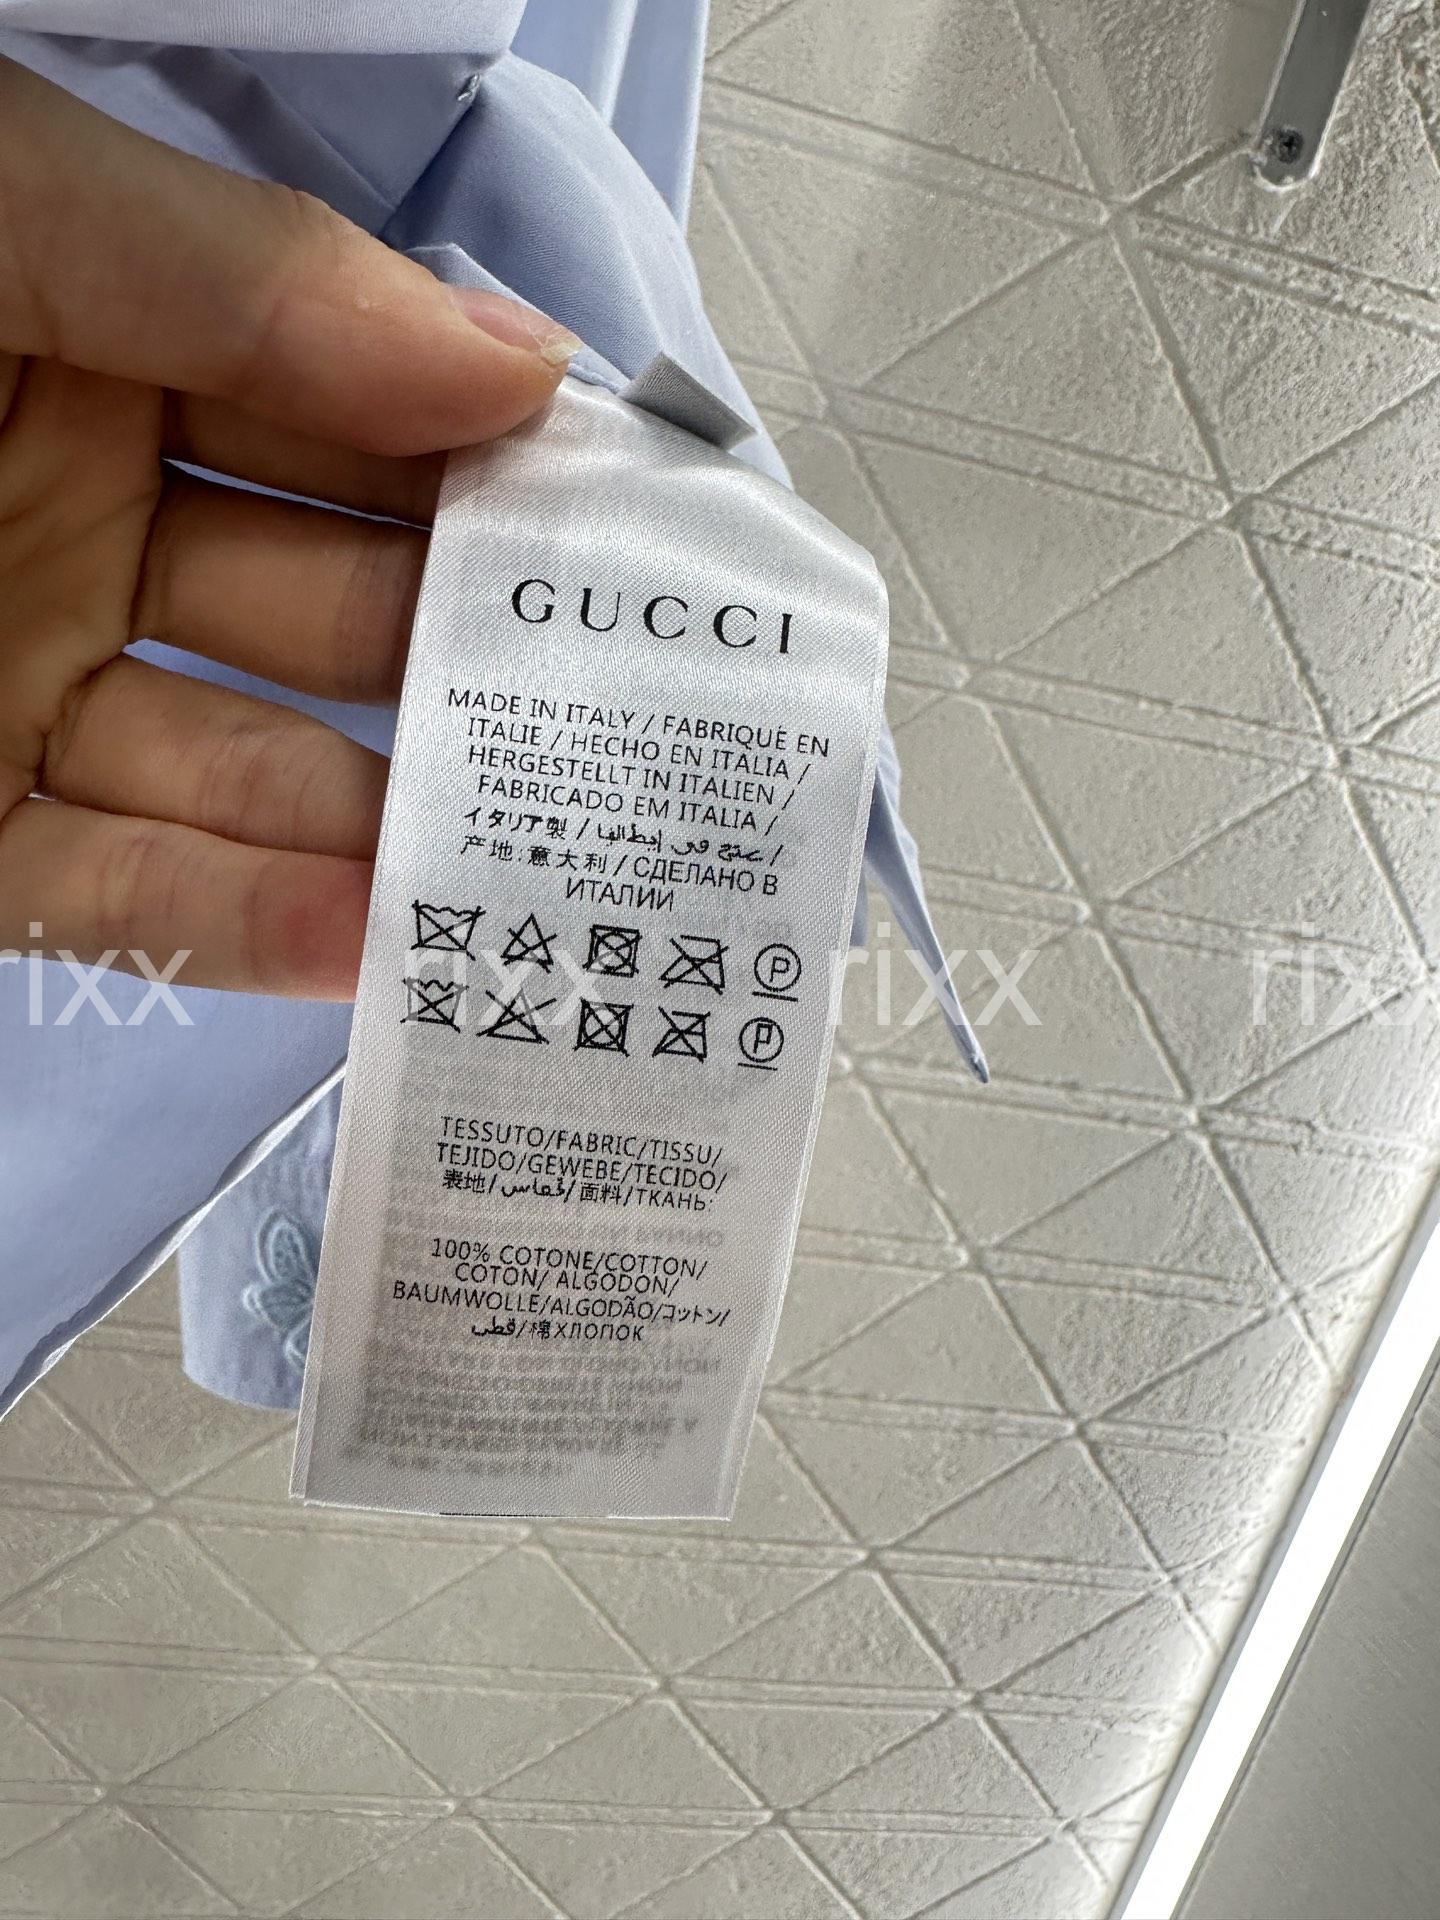 GUCCI
MADE IN ITALY / FABRIQUÉ EN
ITALIE / HECHO EN ITALIA /
HERGESTELLT IN ITALIEN /
FABRICADO EM ITALIA /
イタリア製 / صنع في إيطاليا /
产地:意大利 / СДЕЛАНО В
ИТАЛИИ
P
P
rixx rixx rixx rixx
TESSUTO/FABRIC/TISSU/
TEJIDO/GEWEBE/TECIDO/
表地/قماس/面料/ТКАНЬ:
100% COTONE/COTTON/
COTON/ ALGODON/
BAUMWOLLE/ALGODÃO/コットン/
قطن/棉ХЛОПОК